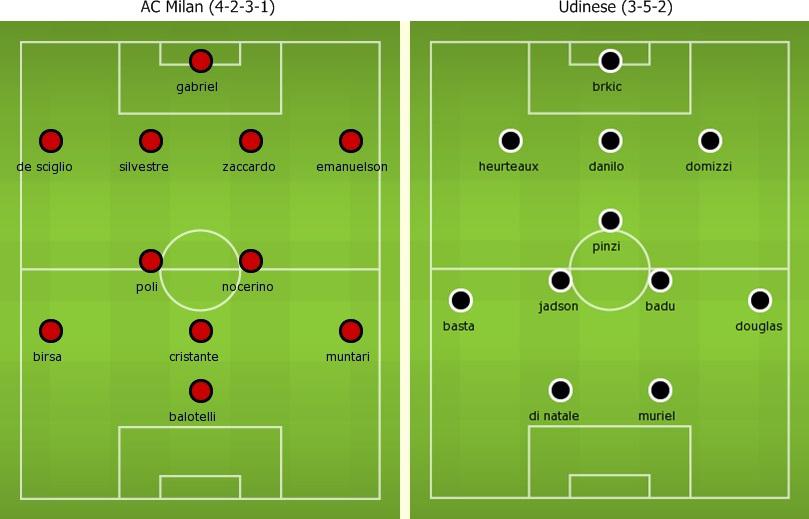 AC Milan (4-2-3-1)
gabriel
de sciglio silvestre zaccardo emanuelson
poli nocerino
birsa cristante muntari
balotelli
Udinese (3-5-2)
brkic
heurteaux danilo domizzi
pinzi
jadson badu
basta douglas
di natale muriel